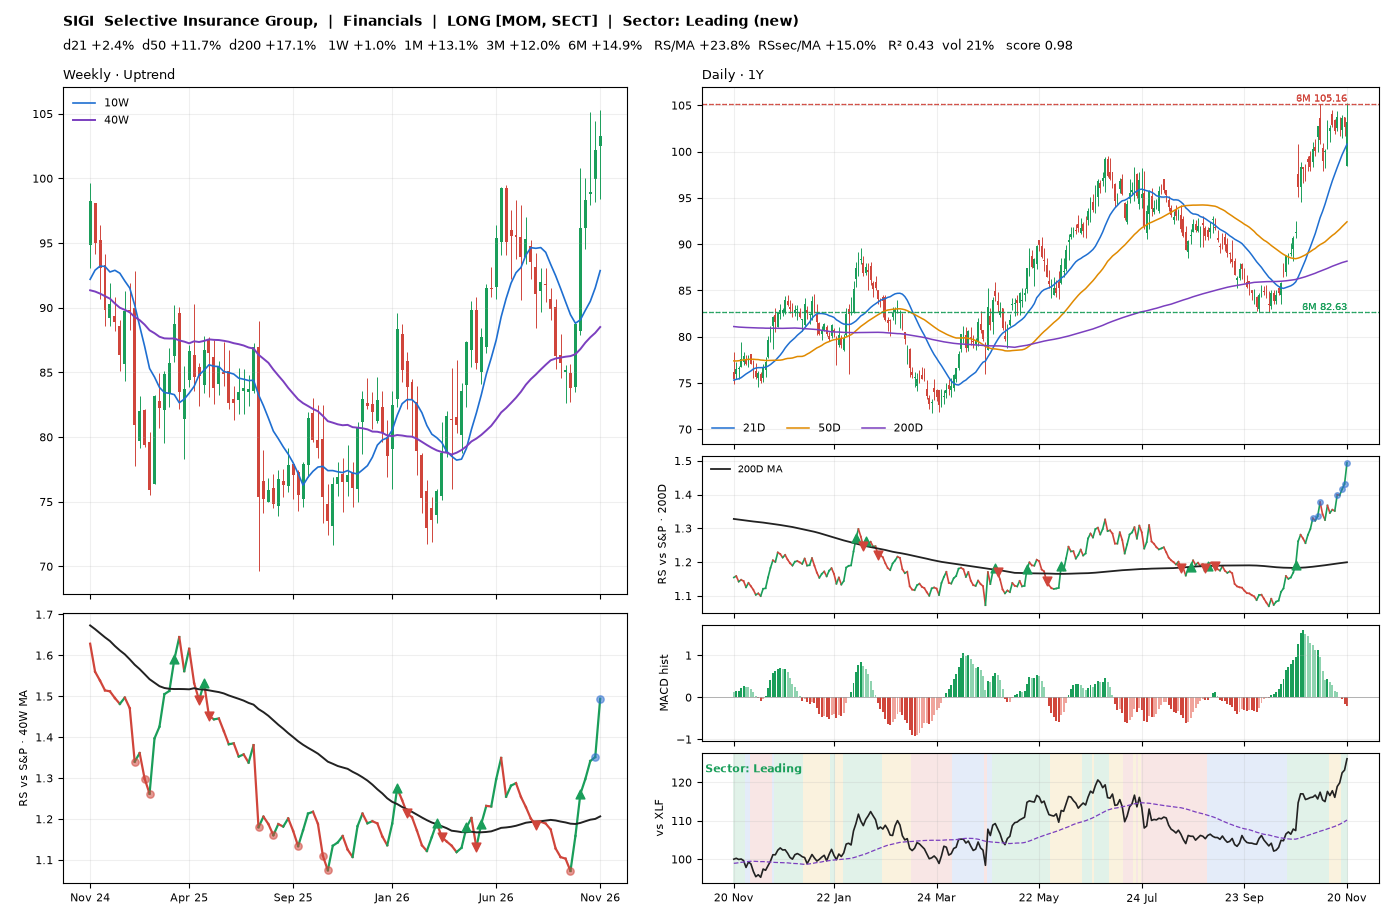 SIGI  Selective Insurance Group,  |  Financials  |  LONG [MOM, SECT]  |  Sector: Leading (new)
d21 +2.4%  d50 +11.7%  d200 +17.1%   1W +1.0%  1M +13.1%  3M +12.0%  6M +14.9%   RS/MA +23.8%  RSsec/MA +15.0%   R² 0.43  vol 21%   score 0.98
Weekly · Uptrend
10W
40W
105
100
95
90
85
80
75
70
RS vs S&P · 40W MA
1.7
1.6
1.5
1.4
1.3
1.2
1.1
Nov 24
Apr 25
Sep 25
Jan 26
Jun 26
Nov 26
Daily · 1Y
6M 105.16
6M 82.63
105
100
95
90
85
80
75
70
21D
50D
200D
RS vs S&P · 200D
200D MA
1.5
1.4
1.3
1.2
1.1
MACD hist
1
0
−1
vs XLF
Sector: Leading
120
110
100
20 Nov
22 Jan
24 Mar
22 May
24 Jul
23 Sep
20 Nov